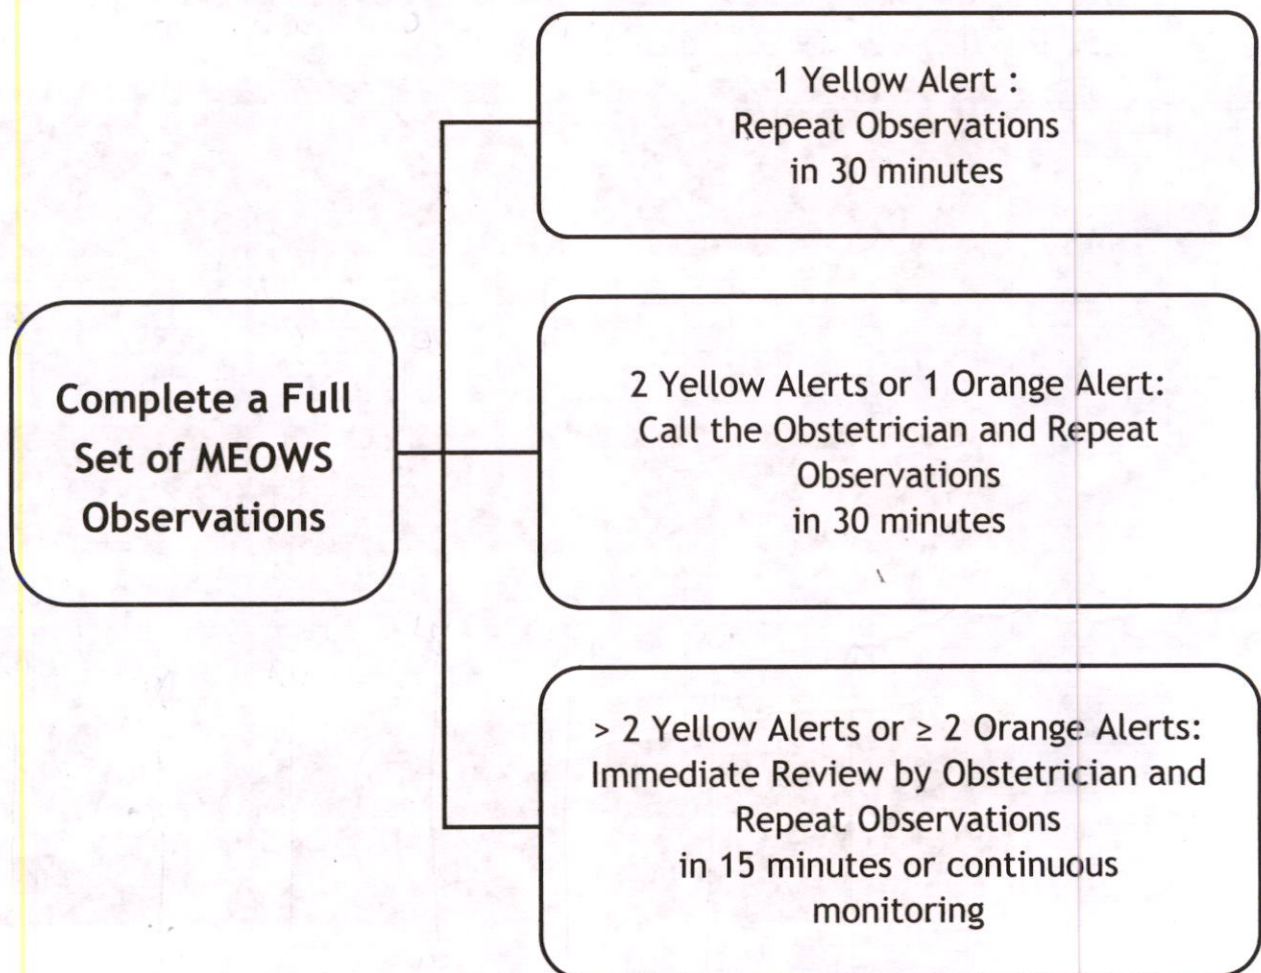 Complete a Full
Set of MEOWS
Observations
1 Yellow Alert :
Repeat Observations
in 30 minutes
2 Yellow Alerts or 1 Orange Alert:
Call the Obstetrician and Repeat
Observations
in 30 minutes
> 2 Yellow Alerts or ≥ 2 Orange Alerts:
Immediate Review by Obstetrician and
Repeat Observations
in 15 minutes or continuous
monitoring